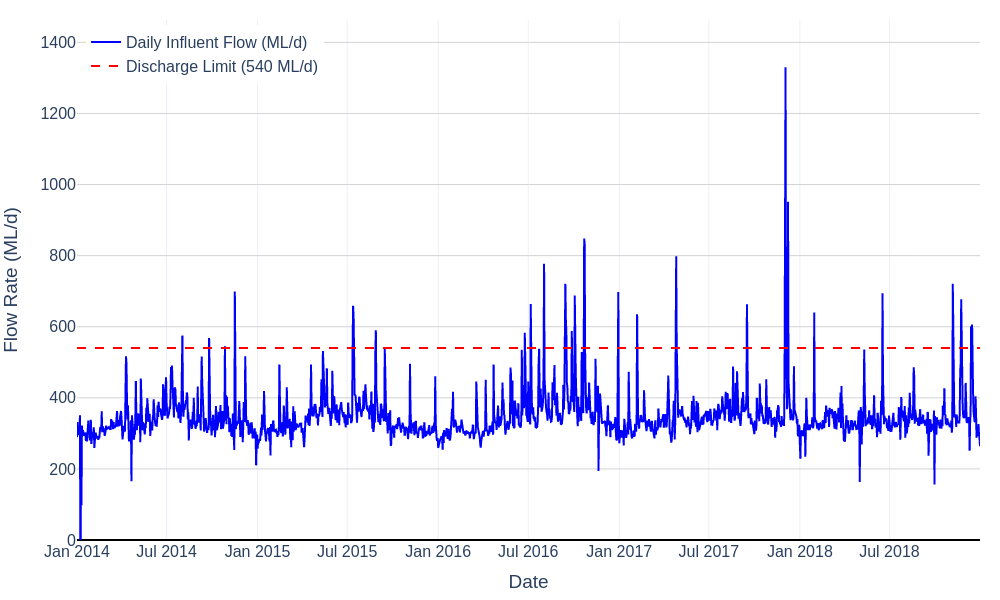 Daily Influent Flow (ML/d)
Discharge Limit (540 ML/d)
Flow Rate (ML/d)
1400
1200
1000
800
600
400
200
0
Jan 2014 Jul 2014 Jan 2015 Jul 2015 Jan 2016 Jul 2016 Jan 2017 Jul 2017 Jan 2018 Jul 2018
Date